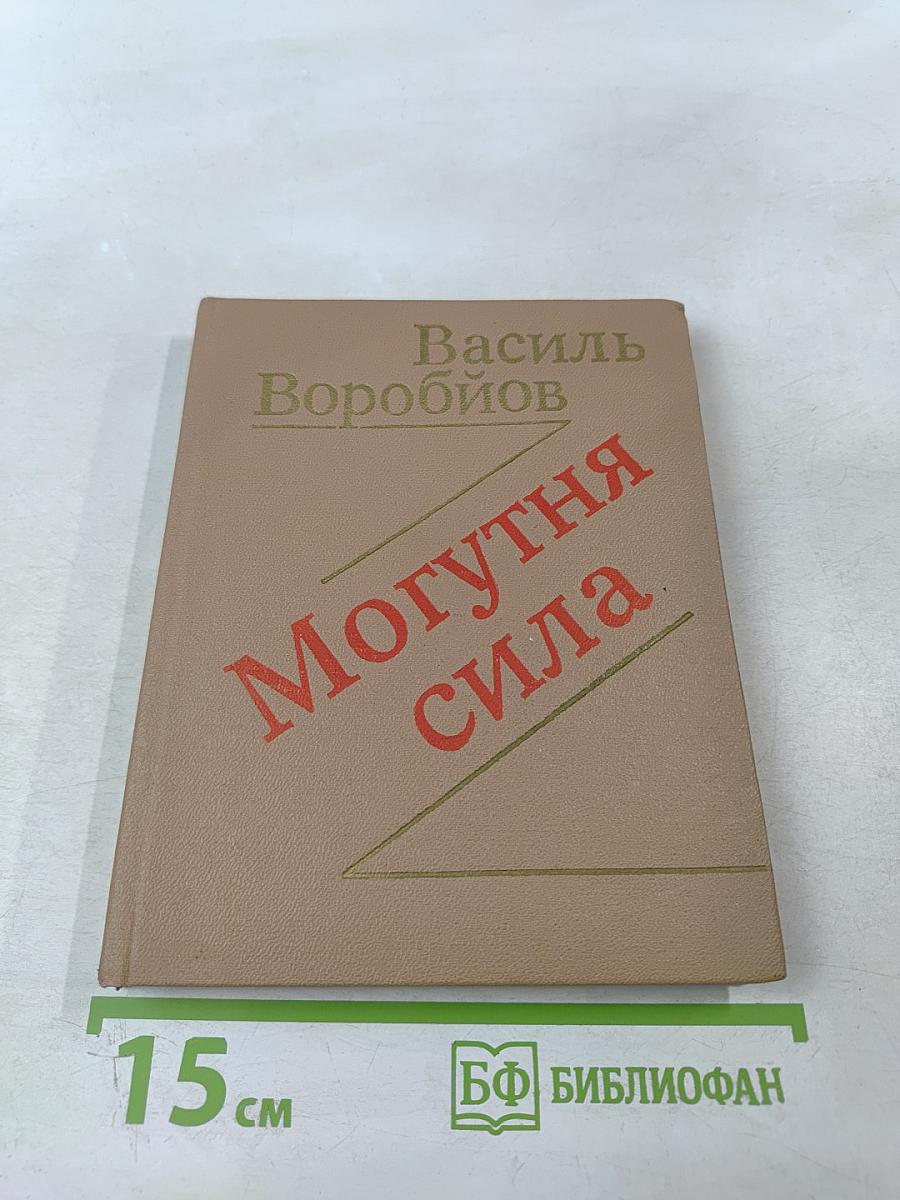 Василь
Воробйов
Могутня
сила
15 см
БФ БИБЛИОФАН